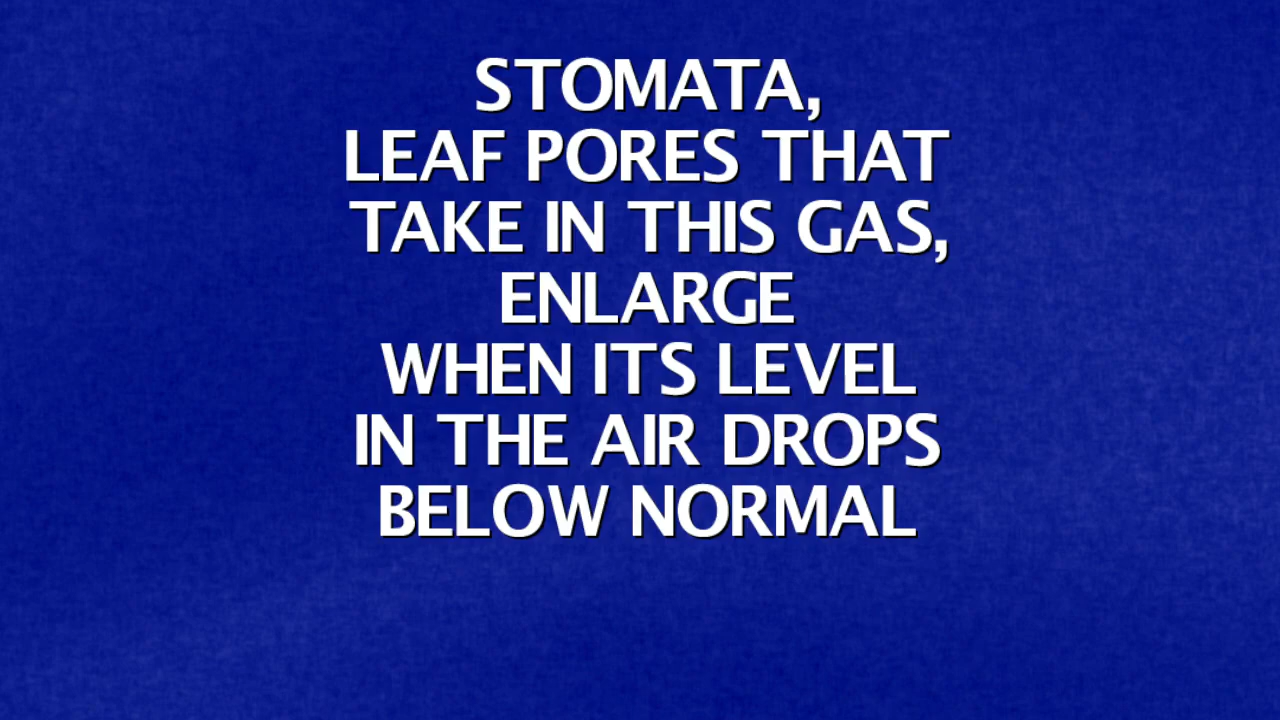 STOMATA,
LEAF PORES THAT
TAKE IN THIS GAS,
ENLARGE
WHEN ITS LEVEL
IN THE AIR DROPS
BELOW NORMAL